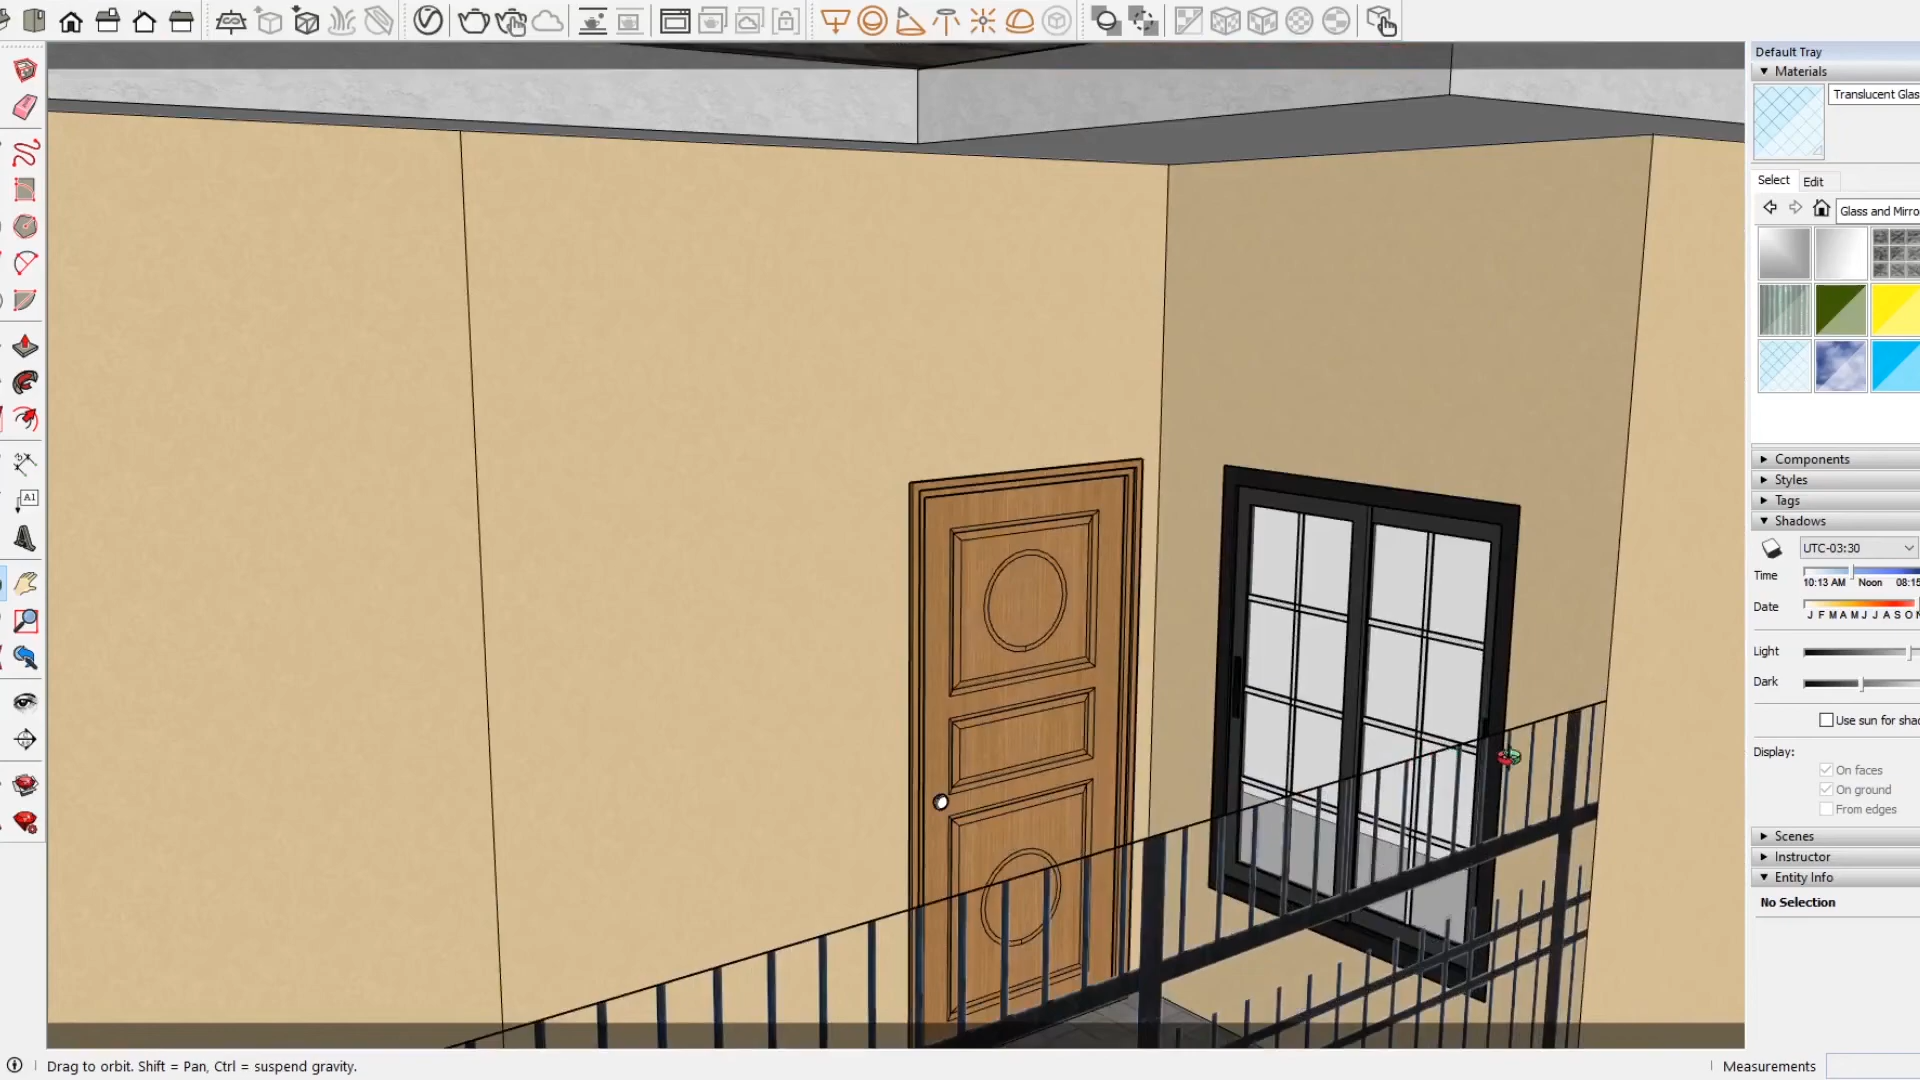 Default Tray
Materials
Translucent Glas
Select
Edit
Glass and Mirro
Components
Styles
Tags
Shadows
UTC-03:30
Time
10:13 AM Noon 08:15
Date
J F M A M J J A S O N
Light
Dark
Use sun for shad
Display:
On faces
On ground
From edges
Scenes
Instructor
Entity Info
No Selection
A1
Drag to orbit. Shift = Pan, Ctrl = suspend gravity.
Measurements